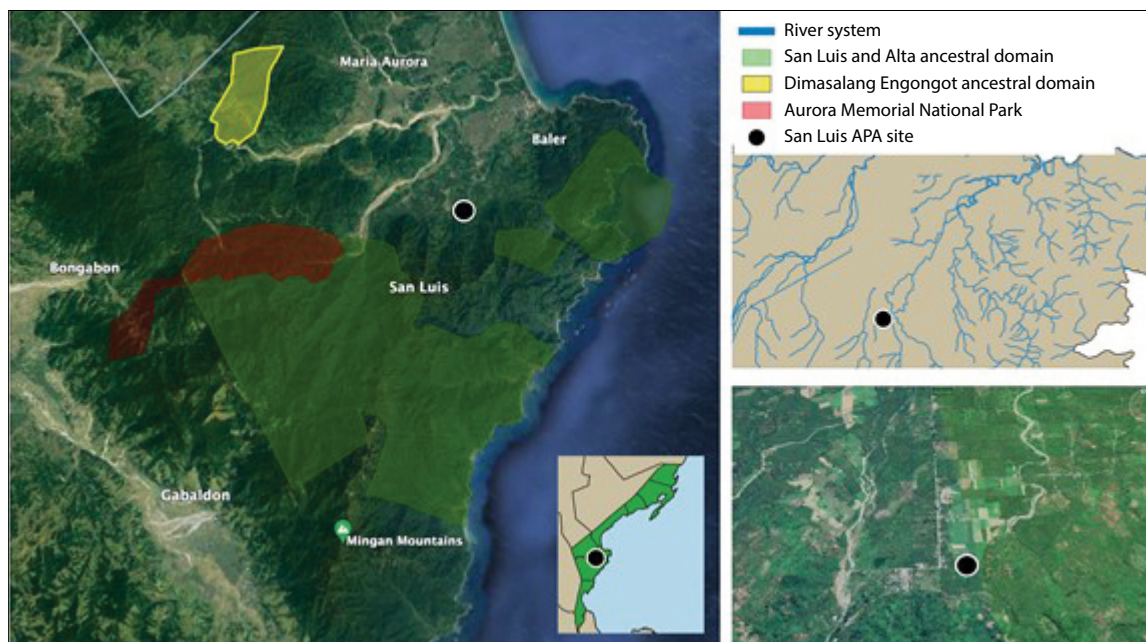 Maria Aurora
Baler
Bongabon
San Luis
Gabaldon
Mingan Mountains
River system
San Luis and Alta ancestral domain
Dimasalang Engongot ancestral domain
Aurora Memorial National Park
San Luis APA site